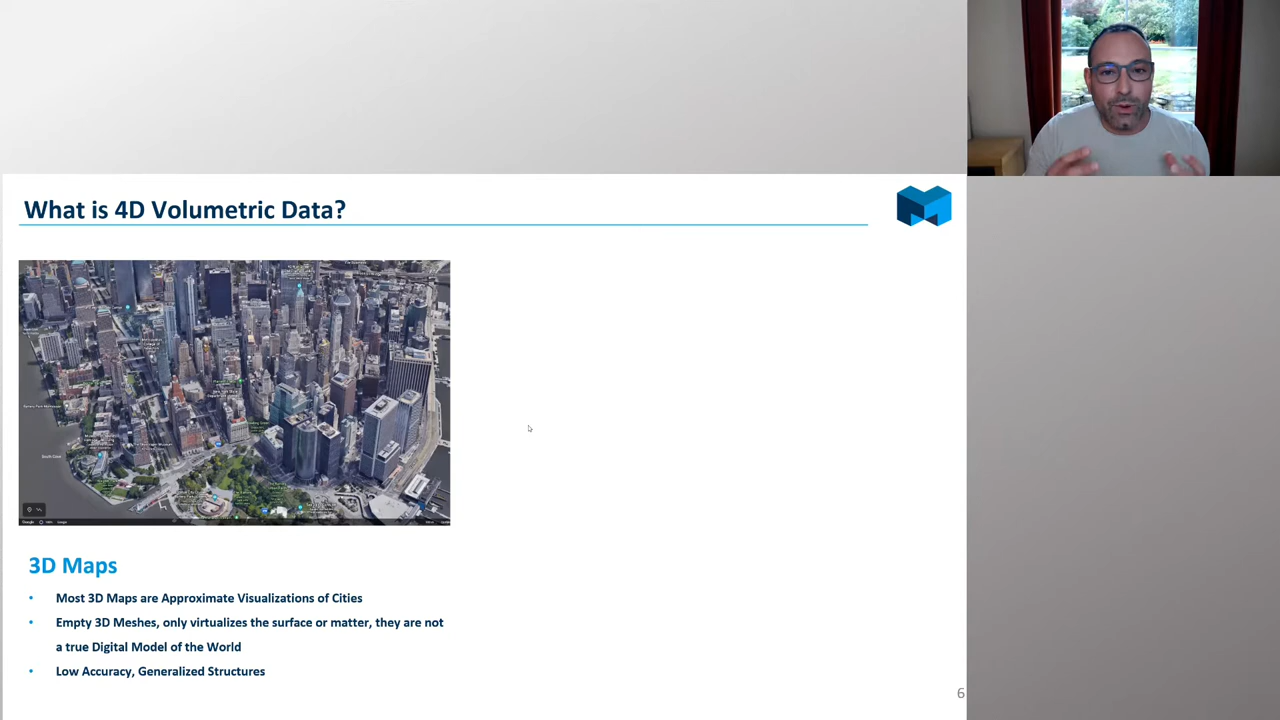 What is 4D Volumetric Data?
3D Maps
• Most 3D Maps are Approximate Visualizations of Cities
• Empty 3D Meshes, only virtualizes the surface or matter, they are not
a true Digital Model of the World
• Low Accuracy, Generalized Structures
6